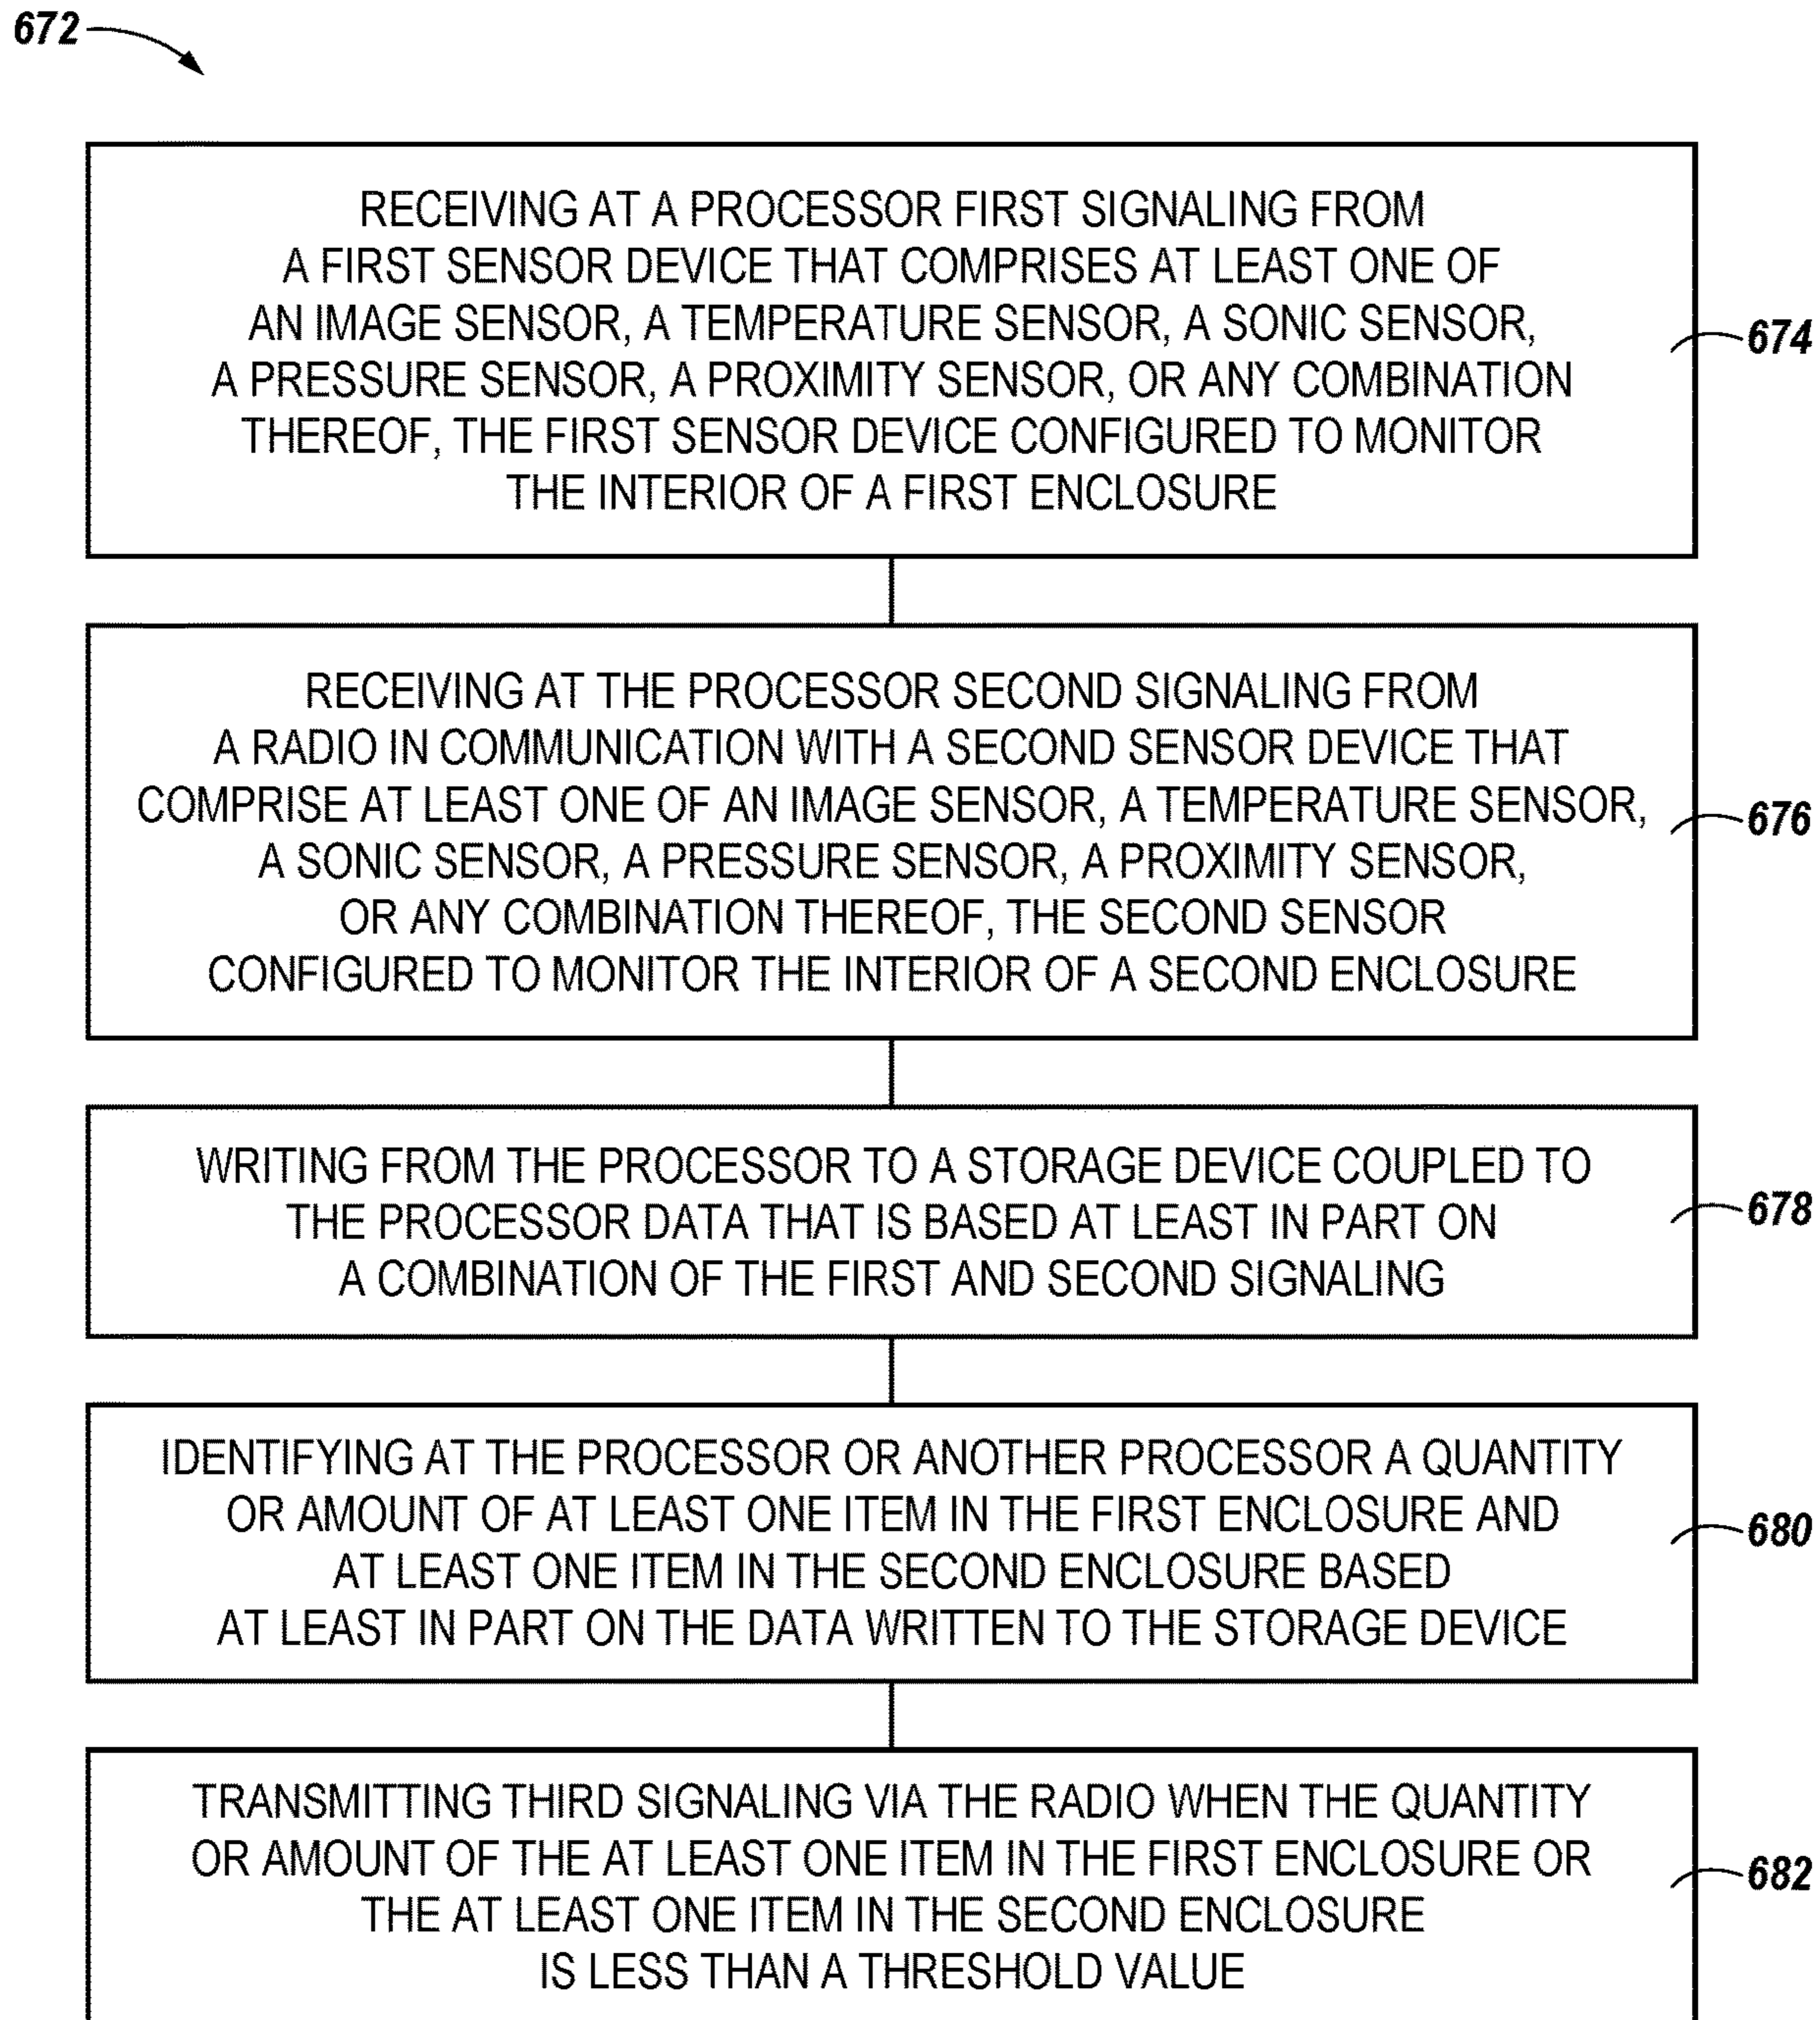 672
RECEIVING AT A PROCESSOR FIRST SIGNALING FROM
A FIRST SENSOR DEVICE THAT COMPRISES AT LEAST ONE OF
AN IMAGE SENSOR, A TEMPERATURE SENSOR, A SONIC SENSOR,
A PRESSURE SENSOR, A PROXIMITY SENSOR, OR ANY COMBINATION
THEREOF, THE FIRST SENSOR DEVICE CONFIGURED TO MONITOR
THE INTERIOR OF A FIRST ENCLOSURE
674
RECEIVING AT THE PROCESSOR SECOND SIGNALING FROM
A RADIO IN COMMUNICATION WITH A SECOND SENSOR DEVICE THAT
COMPRISE AT LEAST ONE OF AN IMAGE SENSOR, A TEMPERATURE SENSOR,
A SONIC SENSOR, A PRESSURE SENSOR, A PROXIMITY SENSOR,
OR ANY COMBINATION THEREOF, THE SECOND SENSOR
CONFIGURED TO MONITOR THE INTERIOR OF A SECOND ENCLOSURE
676
WRITING FROM THE PROCESSOR TO A STORAGE DEVICE COUPLED TO
THE PROCESSOR DATA THAT IS BASED AT LEAST IN PART ON
A COMBINATION OF THE FIRST AND SECOND SIGNALING
678
IDENTIFYING AT THE PROCESSOR OR ANOTHER PROCESSOR A QUANTITY
OR AMOUNT OF AT LEAST ONE ITEM IN THE FIRST ENCLOSURE AND
AT LEAST ONE ITEM IN THE SECOND ENCLOSURE BASED
AT LEAST IN PART ON THE DATA WRITTEN TO THE STORAGE DEVICE
680
TRANSMITTING THIRD SIGNALING VIA THE RADIO WHEN THE QUANTITY
OR AMOUNT OF THE AT LEAST ONE ITEM IN THE FIRST ENCLOSURE OR
THE AT LEAST ONE ITEM IN THE SECOND ENCLOSURE
IS LESS THAN A THRESHOLD VALUE
682